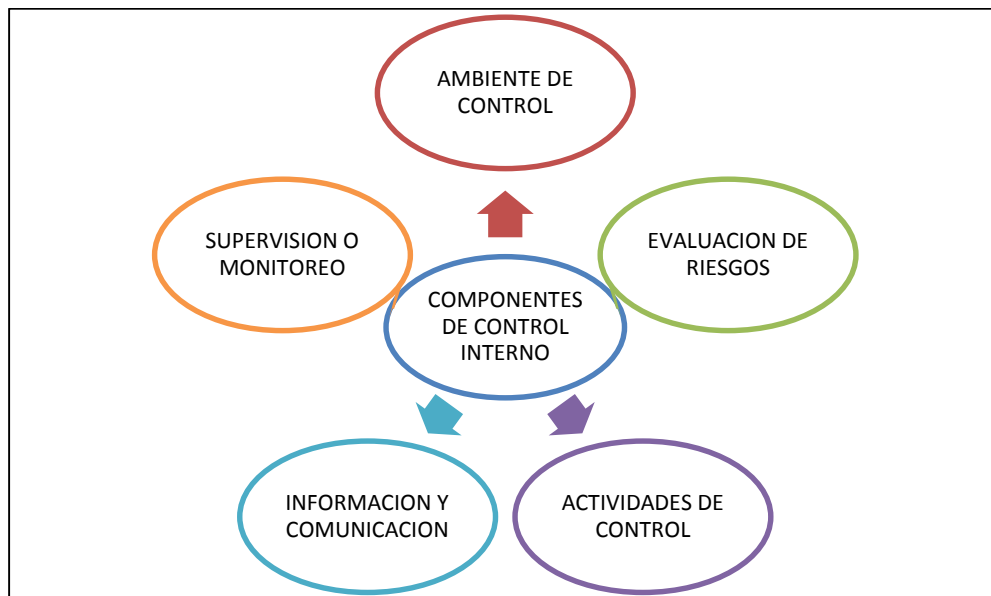 AMBIENTE DE
CONTROL
SUPERVISION O
MONITOREO
EVALUACION DE
RIESGOS
COMPONENTES
DE CONTROL
INTERNO
INFORMACION Y
COMUNICACION
ACTIVIDADES DE
CONTROL